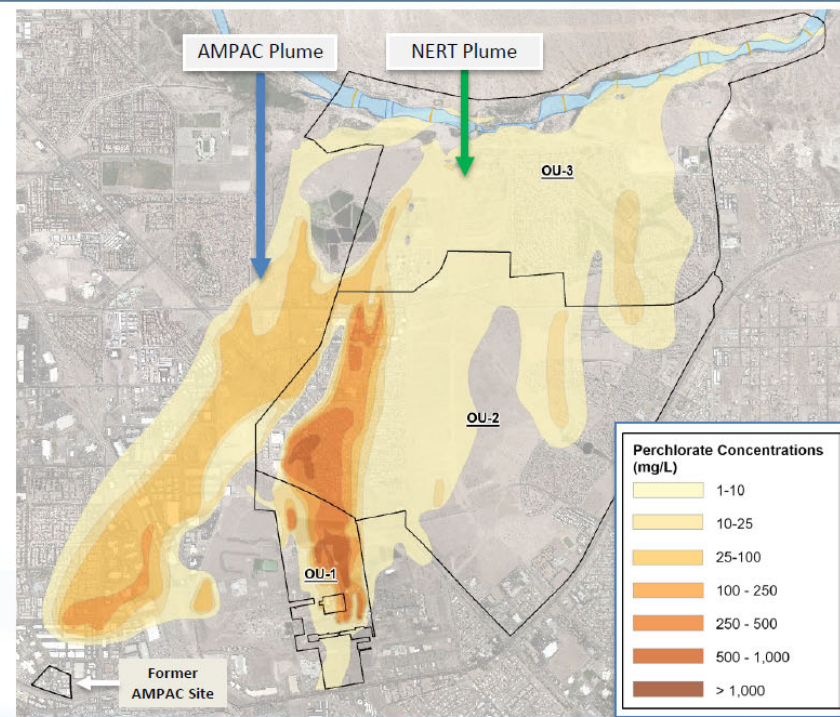 AMPAC Plume
NERT Plume
OU-3
OU-2
OU-1
Former
AMPAC Site
Perchlorate Concentrations
(mg/L)
1-10
10-25
25-100
100 - 250
250 - 500
500 - 1,000
> 1,000